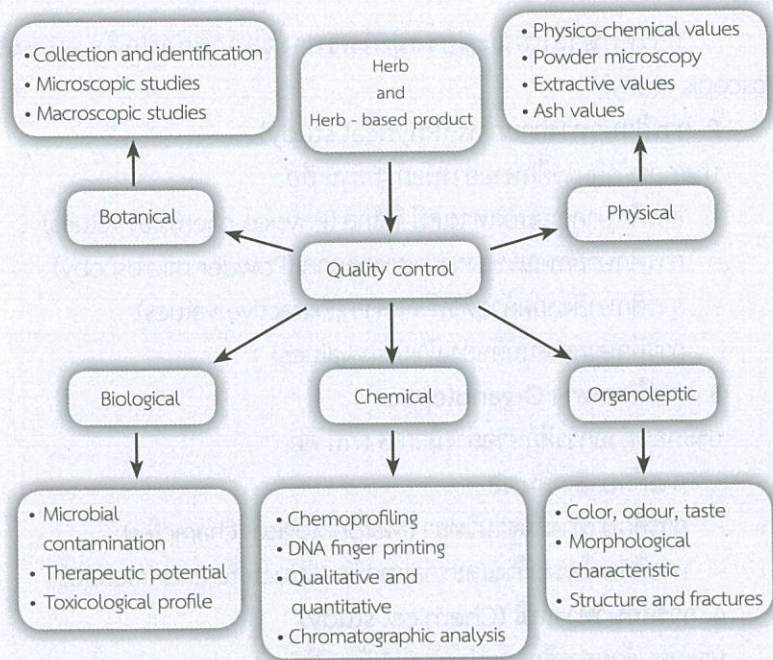 • Collection and identification
• Microscopic studies
• Macroscopic studies
Herb
and
Herb - based product
• Physico-chemical values
• Powder microscopy
• Extractive values
• Ash values
Botanical
Physical
Quality control
Biological
Chemical
Organoleptic
• Microbial
contamination
• Therapeutic potential
• Toxicological profile
• Chemoprofiling
• DNA finger printing
• Qualitative and
quantitative
• Chromatographic analysis
• Color, odour, taste
• Morphological
characteristic
• Structure and fractures